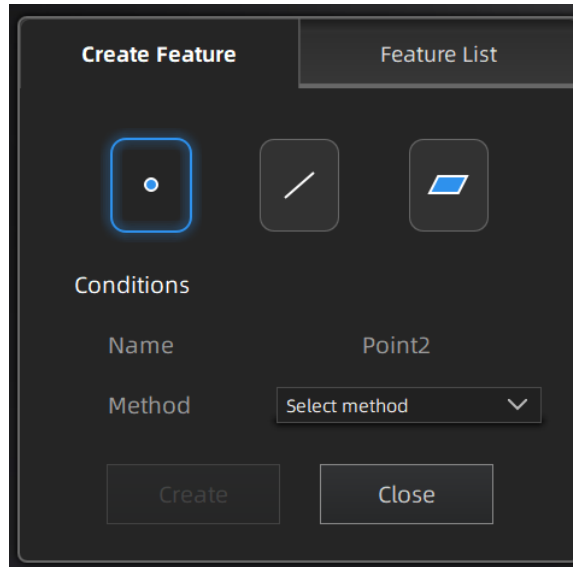 Create Feature
Feature List
Conditions
Name
Point2
Method
Select method
Create
Close